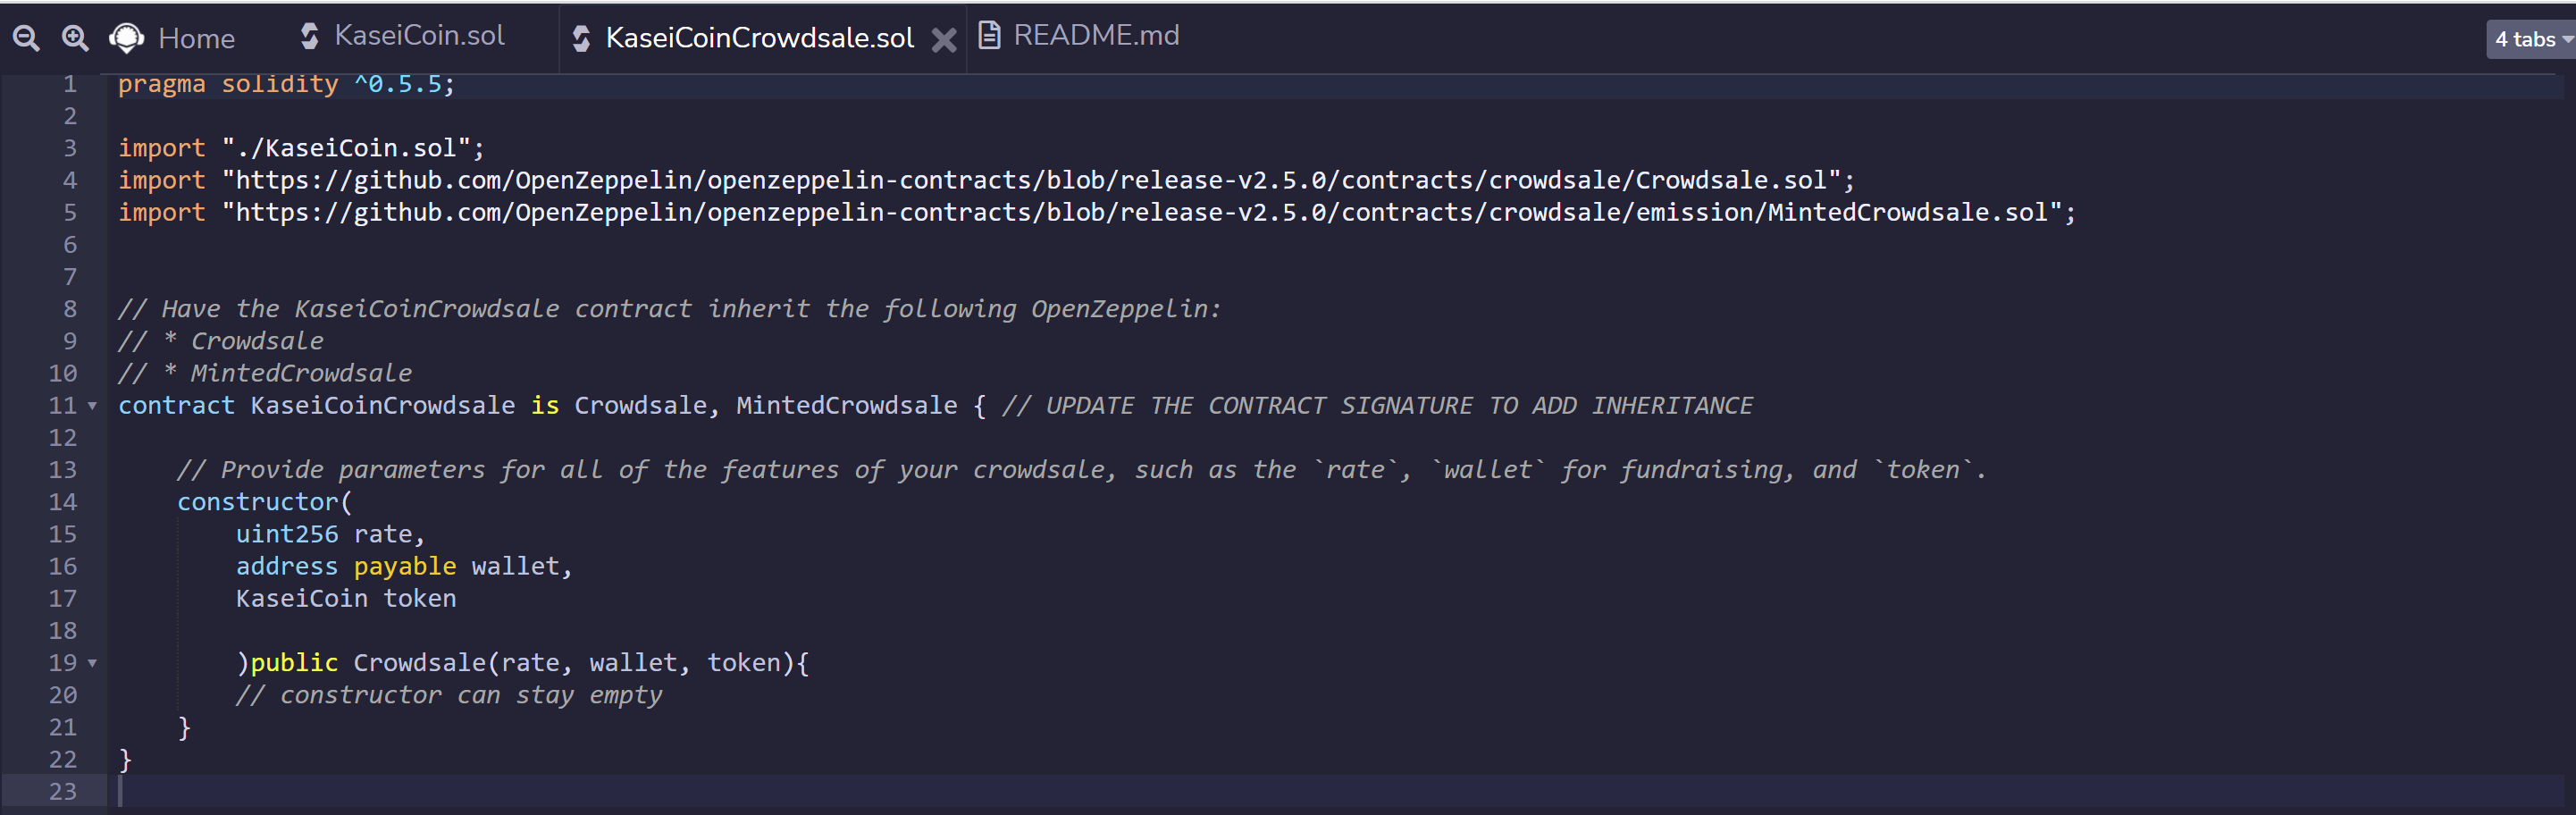 Home KaseiCoin.sol KaseiCoinCrowdsale.sol README.md 4 tabs
1 pragma solidity ^0.5.5;
2
3 import "./KaseiCoin.sol";
4 import "https://github.com/OpenZeppelin/openzeppelin-contracts/blob/release-v2.5.0/contracts/crowdsale/Crowdsale.sol";
5 import "https://github.com/OpenZeppelin/openzeppelin-contracts/blob/release-v2.5.0/contracts/crowdsale/emission/MintedCrowdsale.sol";
6
7
8 // Have the KaseiCoinCrowdsale contract inherit the following OpenZeppelin:
9 // * Crowdsale
10 // * MintedCrowdsale
11 contract KaseiCoinCrowdsale is Crowdsale, MintedCrowdsale { // UPDATE THE CONTRACT SIGNATURE TO ADD INHERITANCE
12
13 // Provide parameters for all of the features of your crowdsale, such as the `rate`, `wallet` for fundraising, and `token`.
14 constructor(
15 uint256 rate,
16 address payable wallet,
17 KaseiCoin token
18
19 )public Crowdsale(rate, wallet, token){
20 // constructor can stay empty
21 }
22 }
23